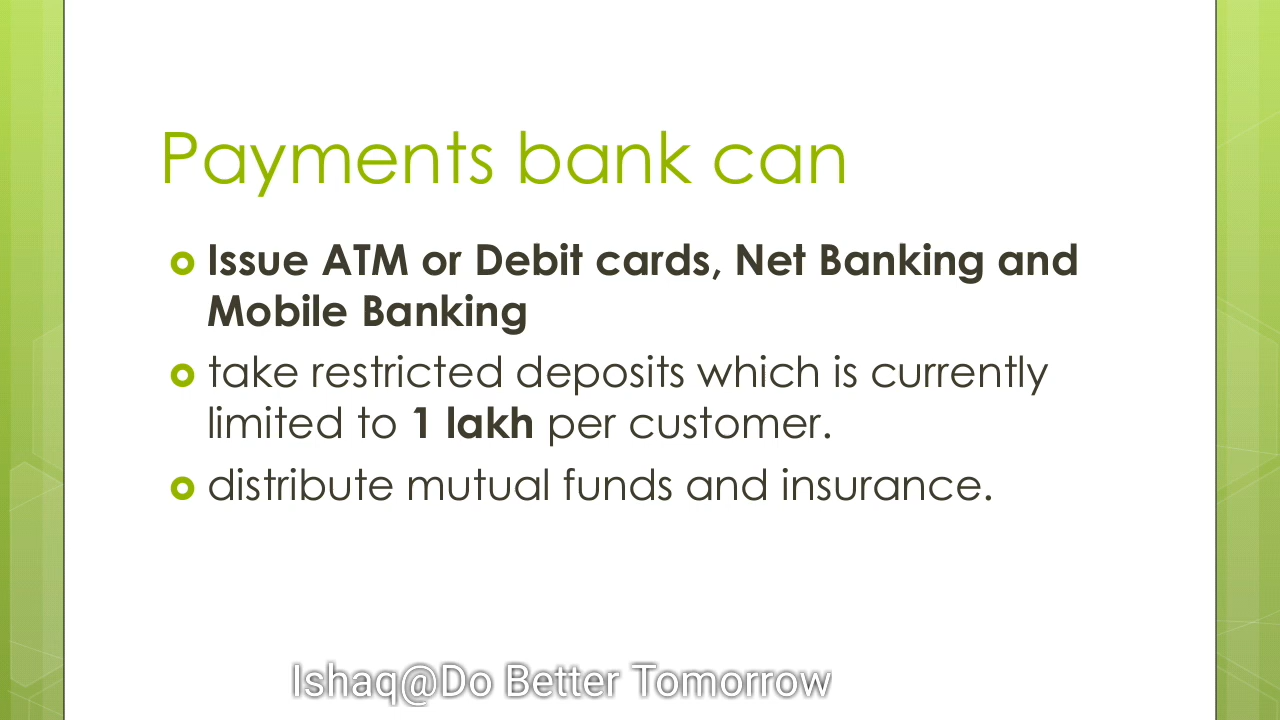 Payments bank can
Issue ATM or Debit cards, Net Banking and
Mobile Banking
take restricted deposits which is currently
limited to 1 lakh per customer.
distribute mutual funds and insurance.
Ishaq@Do Better Tomorrow